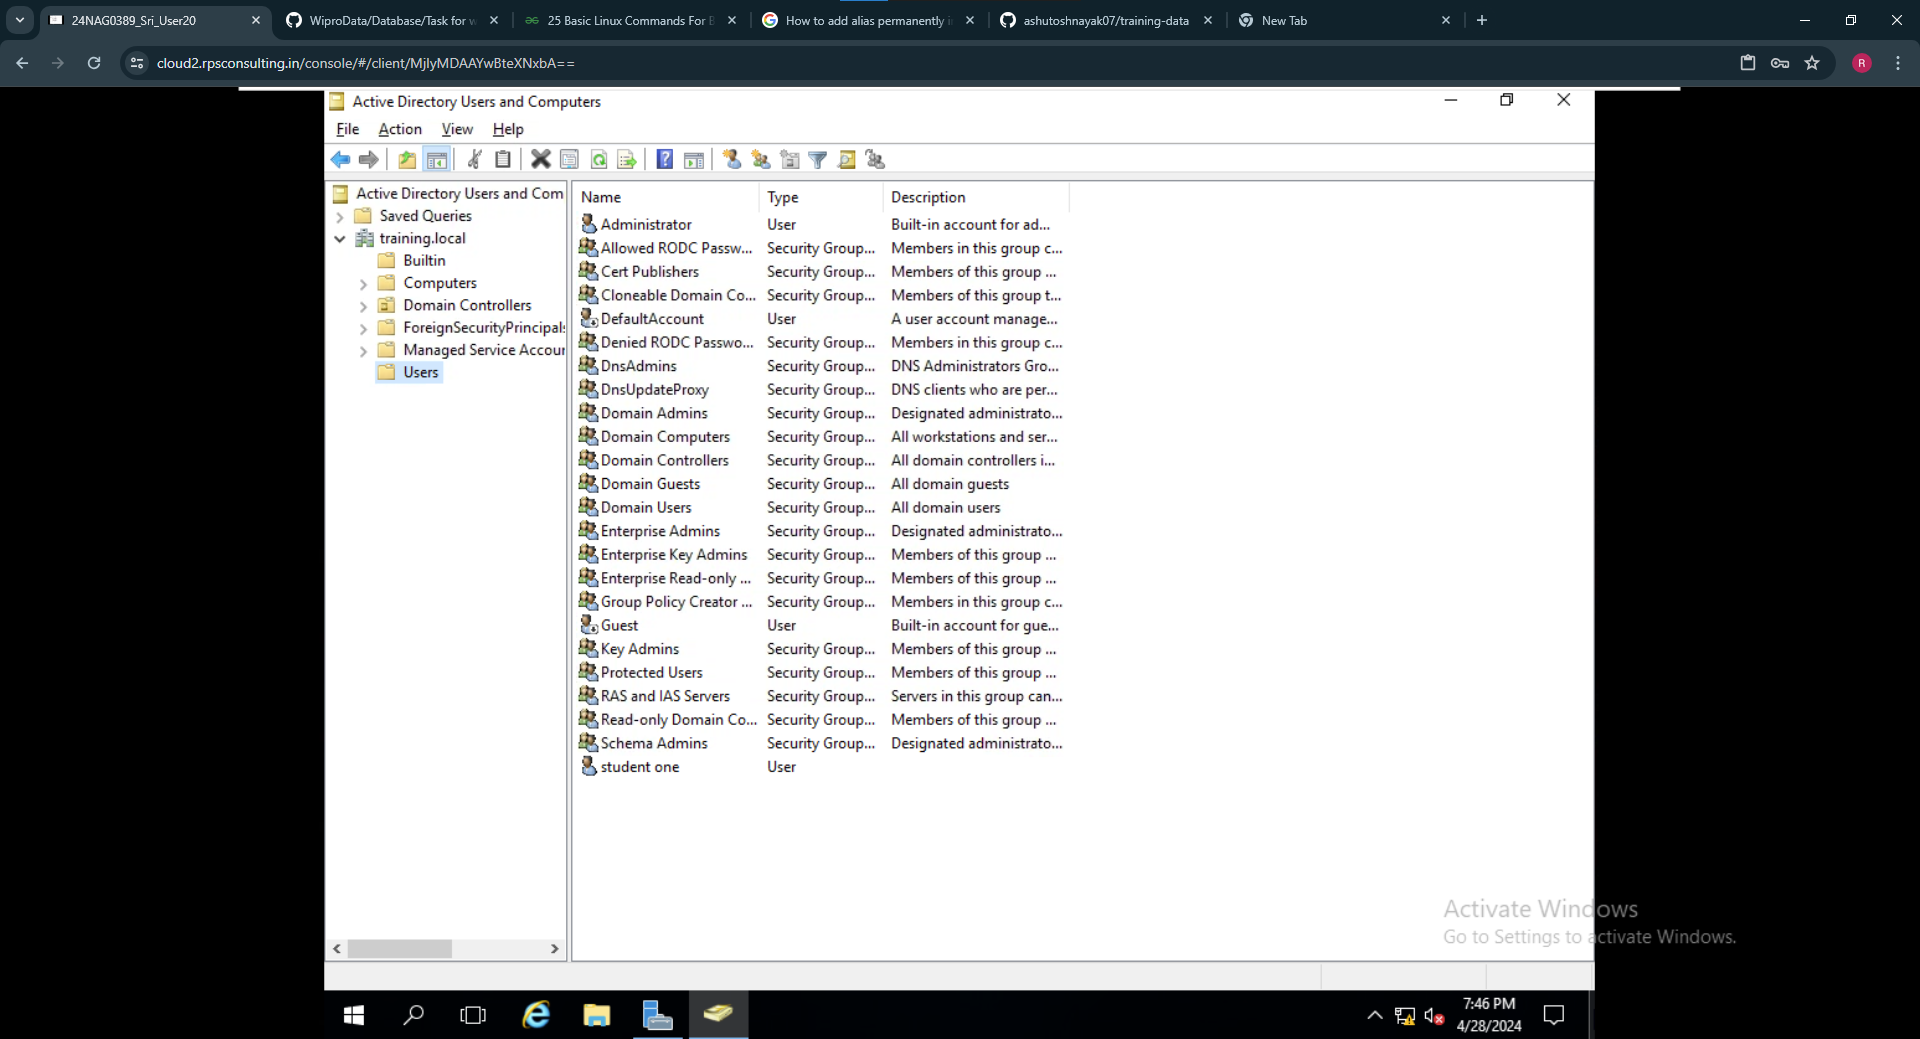 24NAG0389_Sri_User20
WiproData/Database/Task for w
25 Basic Linux Commands For B
How to add alias permanently i
ashutoshnayak07/training-data
New Tab
cloud2.rpsconsulting.in/console/#/client/MjIyMDAAYwBteXNxbA==
R
Active Directory Users and Computers
File Action View Help
Active Directory Users and Com
Saved Queries
training.local
Builtin
Computers
Domain Controllers
ForeignSecurityPrincipals
Managed Service Accour
Users
Name Type Description
Administrator User Built-in account for ad...
Allowed RODC Passw... Security Group... Members in this group c...
Cert Publishers Security Group... Members of this group ...
Cloneable Domain Co... Security Group... Members of this group t...
DefaultAccount User A user account manage...
Denied RODC Passwo... Security Group... Members in this group c...
DnsAdmins Security Group... DNS Administrators Gro...
DnsUpdateProxy Security Group... DNS clients who are per...
Domain Admins Security Group... Designated administrato...
Domain Computers Security Group... All workstations and ser...
Domain Controllers Security Group... All domain controllers i...
Domain Guests Security Group... All domain guests
Domain Users Security Group... All domain users
Enterprise Admins Security Group... Designated administrato...
Enterprise Key Admins Security Group... Members of this group ...
Enterprise Read-only ... Security Group... Members of this group ...
Group Policy Creator ... Security Group... Members in this group c...
Guest User Built-in account for gue...
Key Admins Security Group... Members of this group ...
Protected Users Security Group... Members of this group ...
RAS and IAS Servers Security Group... Servers in this group can...
Read-only Domain Co... Security Group... Members of this group ...
Schema Admins Security Group... Designated administrato...
student one User
Activate Windows
Go to Settings to activate Windows.
7:46 PM
4/28/2024